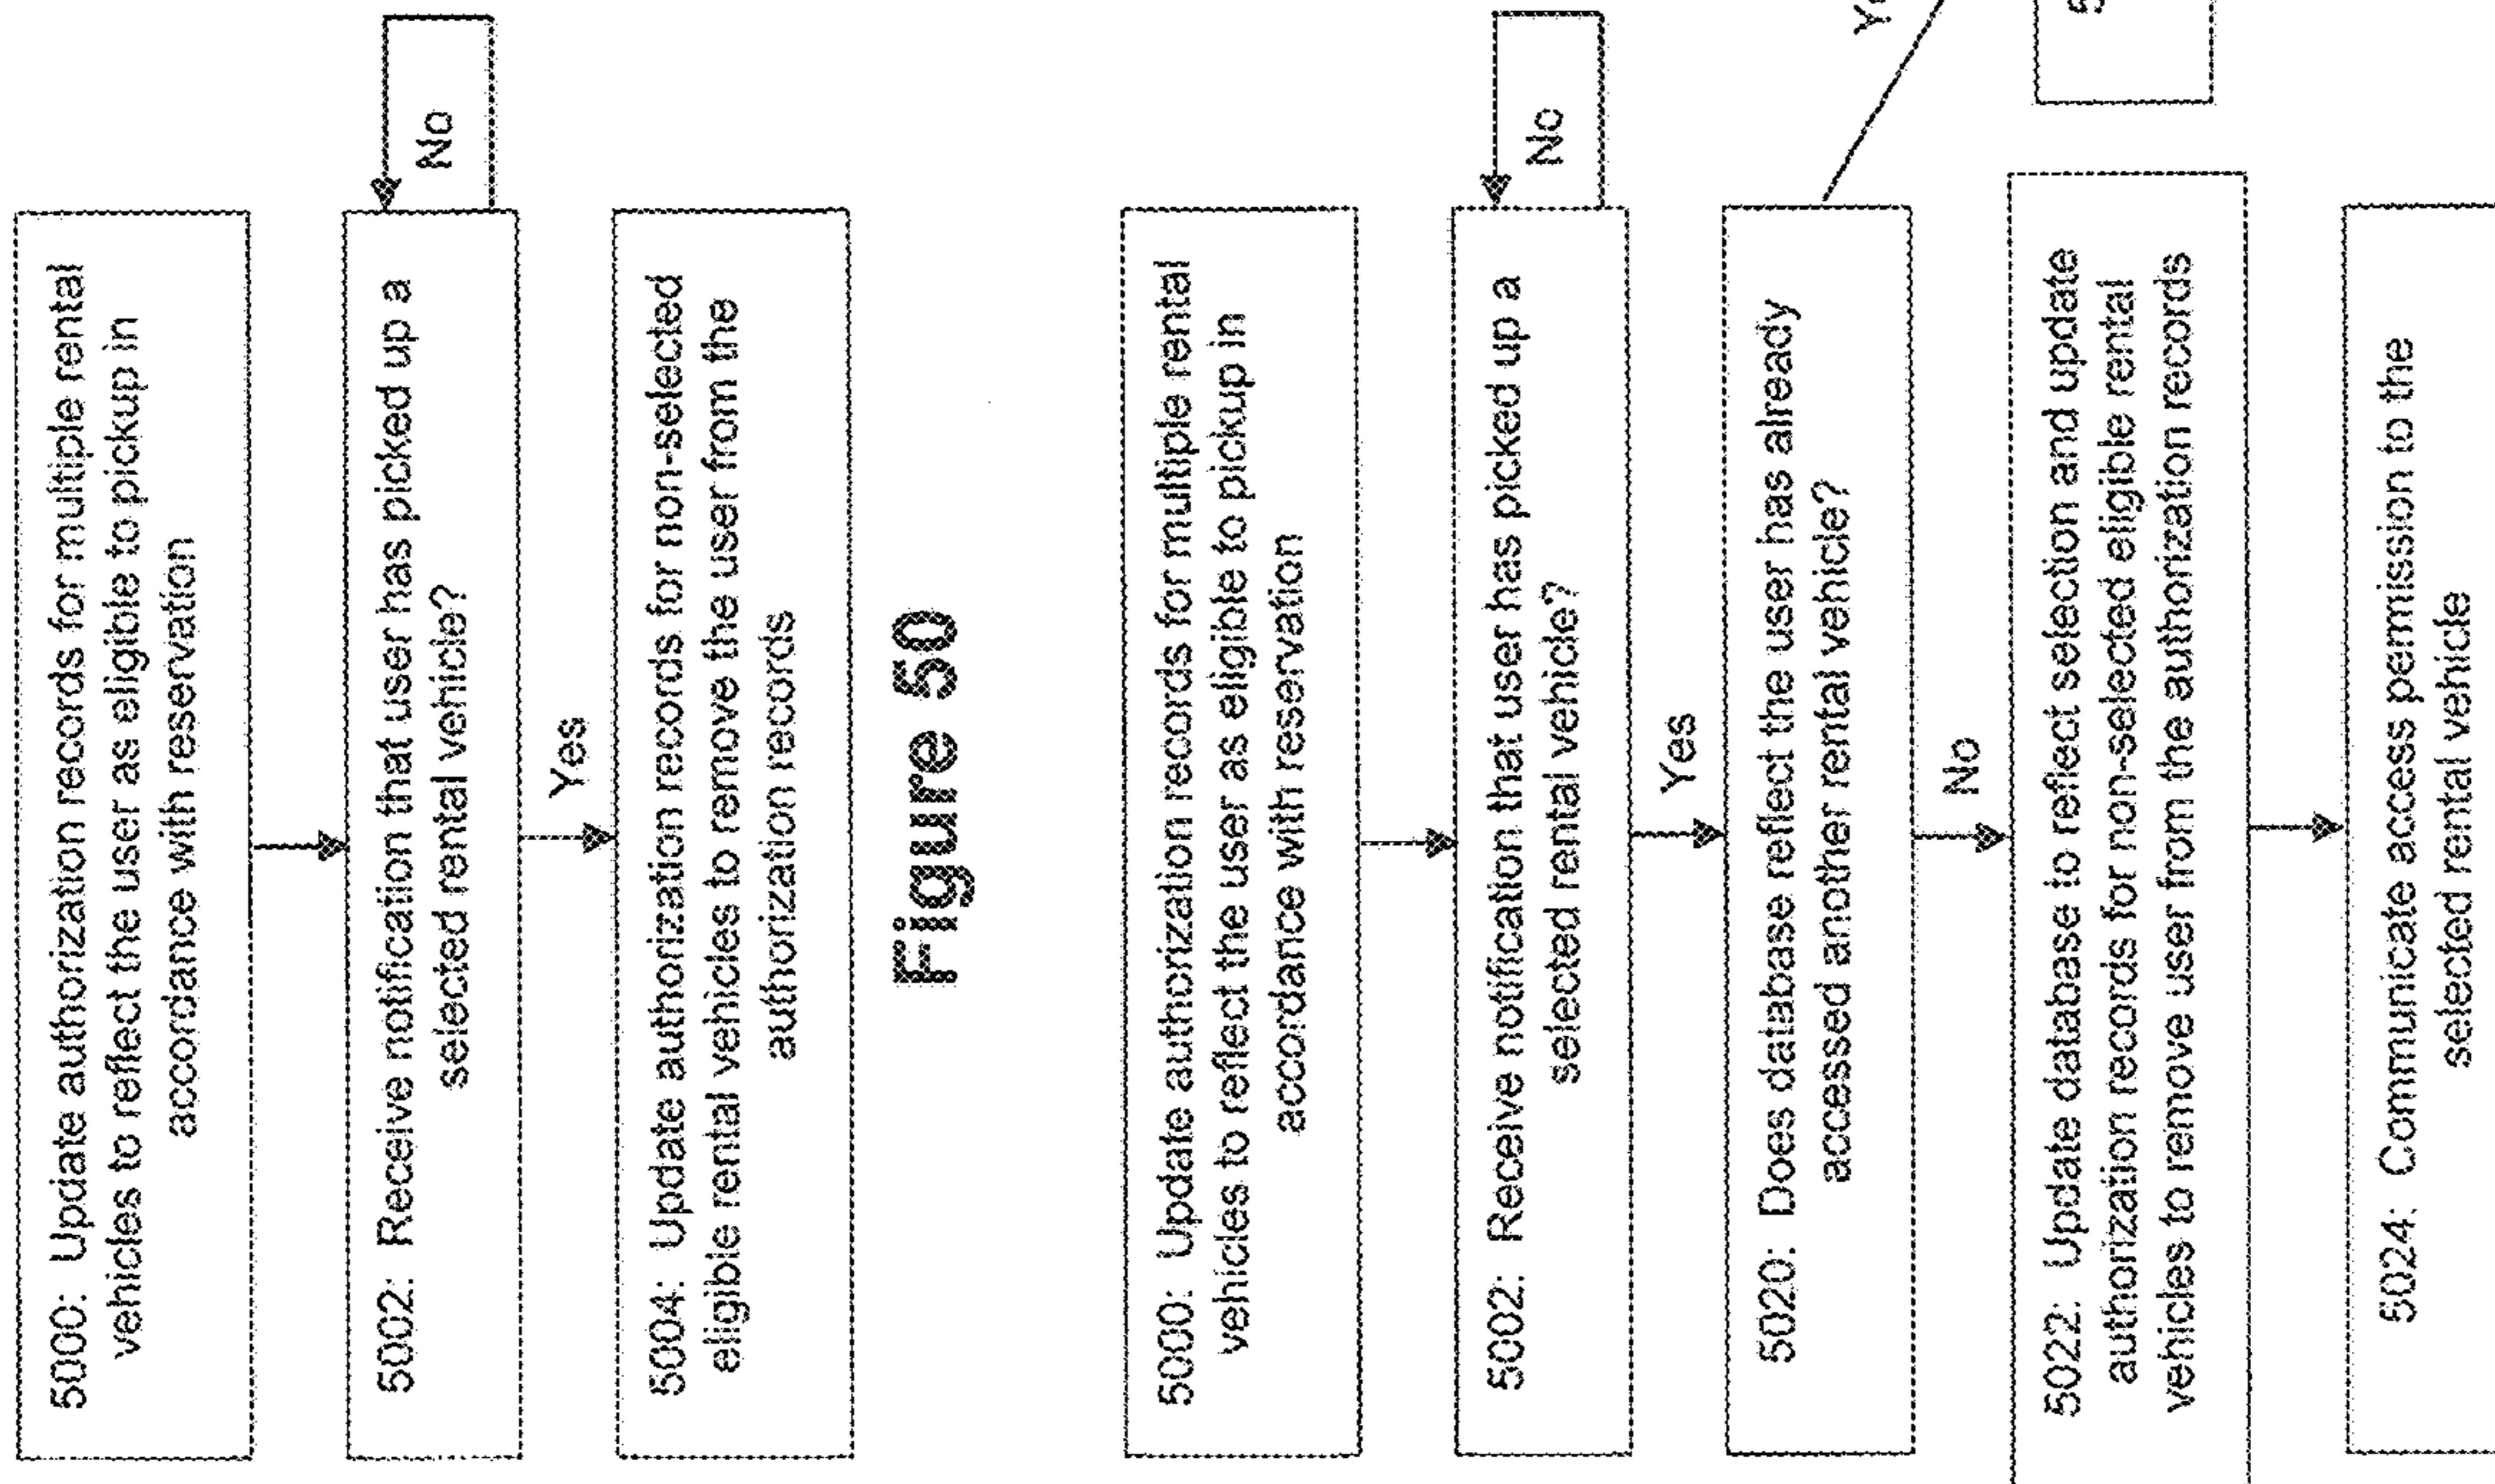 5000: Update authorization records for multiple rental
vehicles to reflect the user as eligible to pickup in
accordance with reservation
5002: Receive notification that user has picked up a
selected rental vehicle?
No
Yes
5004: Update authorization records for non-selected
eligible rental vehicles to remove the user from the
authorization records
Figure 50
5000: Update authorization records for multiple rental
vehicles to reflect the user as eligible to pickup in
accordance with reservation
5002: Receive notification that user has picked up a
selected rental vehicle?
No
Yes
5020: Does database reflect the user has already
accessed another rental vehicle?
No
5022: Update database to reflect selection and update
authorization records for non-selected eligible rental
vehicles to remove user from the authorization records
5024: Communicate access permission to the
selected rental vehicle